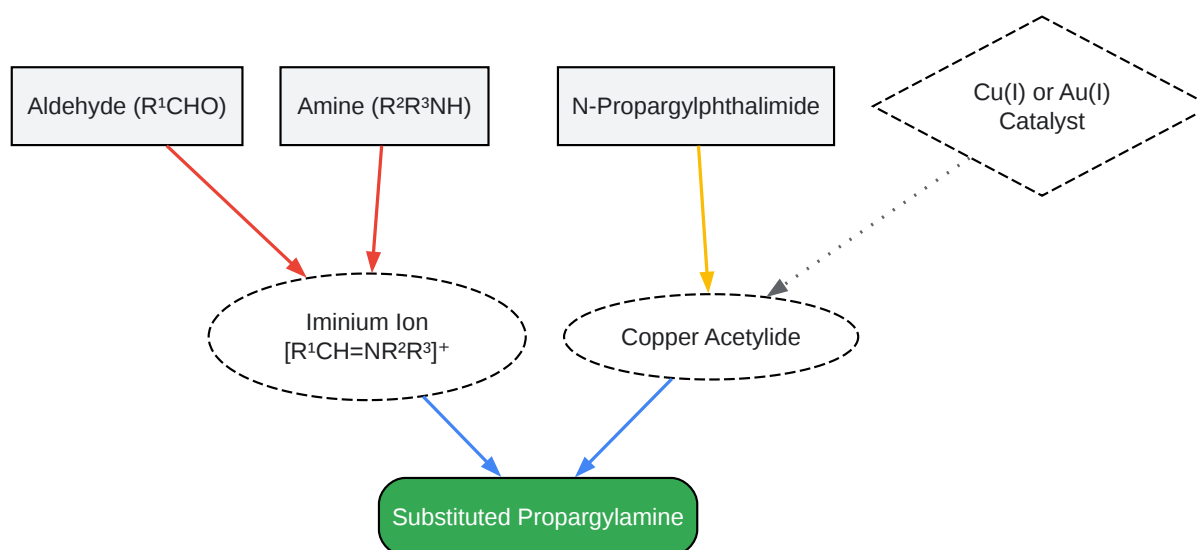 Aldehyde (R¹CHO)
Amine (R²R³NH)
N-Propargylphthalimide
Cu(I) or Au(I)
Catalyst
Iminium Ion
[R¹CH=NR²R³]⁺
Copper Acetylide
Substituted Propargylamine